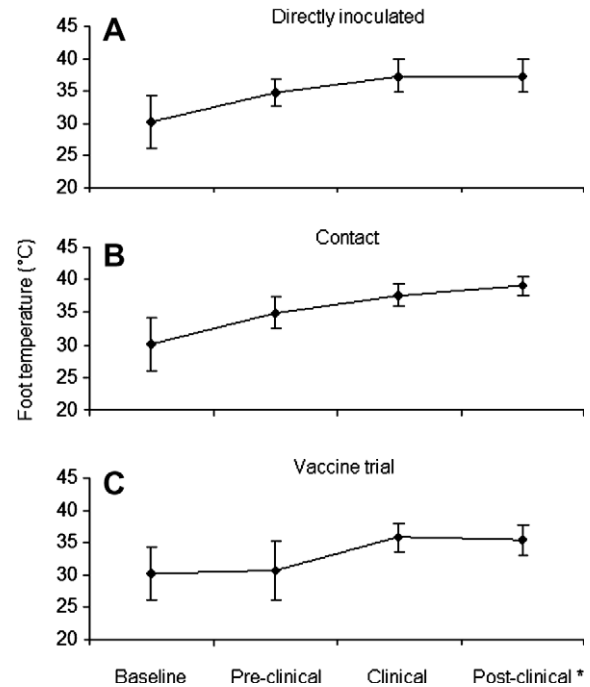 A
Directly inoculated
45
40
35
30
25
20
B
Contact
45
40
35
30
25
20
Foot temperature (°C)
C
Vaccine trial
45
40
35
30
25
20
Baseline Pre-clinical Clinical Post-clinical *